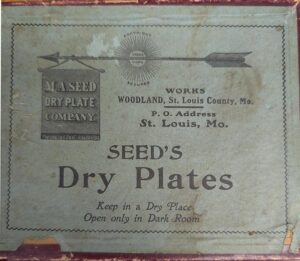 M.A. SEED
DRY PLATE
COMPANY.
WORKS
WOODLAND, St. Louis County, Mo.
P. O. Address
St. Louis, Mo.
SEED'S
Dry Plates
Keep in a Dry Place
Open only in Dark Room